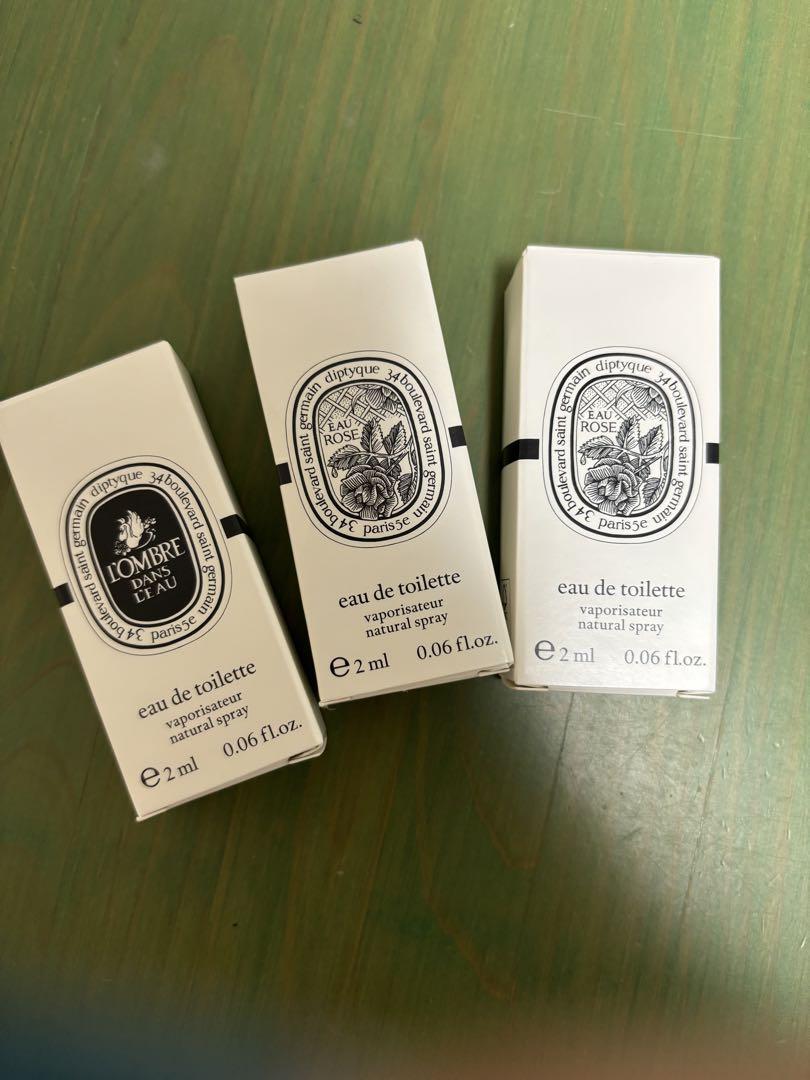 diptyque 34 boulevard saint germain paris5e 34 boulevard saint germain
L'OMBRE
DANS
L'EAU
eau de toilette
vaporisateur
natural spray
e 2 ml 0.06 fl.oz.
diptyque 34 boulevard saint germain paris5e 34 boulevard saint germain
EAU
ROSE
eau de toilette
vaporisateur
natural spray
e 2 ml 0.06 fl.oz.
diptyque 34 boulevard saint germain paris5e 34 boulevard saint germain
EAU
ROSE
eau de toilette
vaporisateur
natural spray
e 2 ml 0.06 fl.oz.